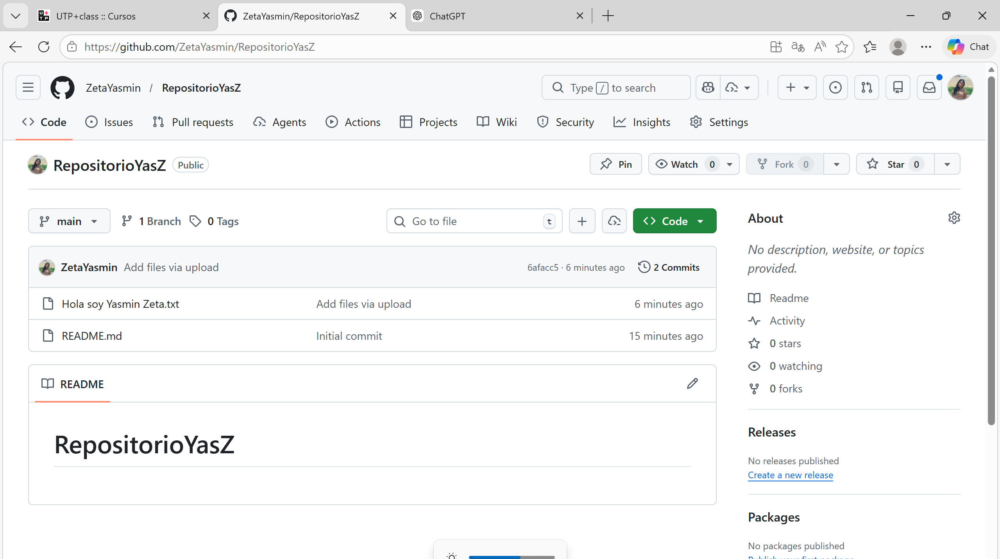 UTP+class :: Cursos
ZetaYasmin/RepositorioYasZ
ChatGPT
https://github.com/ZetaYasmin/RepositorioYasZ
Chat
ZetaYasmin / RepositorioYasZ
Type / to search
Code Issues Pull requests Agents Actions Projects Wiki Security Insights Settings
RepositorioYasZ Public
Pin Watch 0 Fork 0 Star 0
main 1 Branch 0 Tags
Go to file t
Code
ZetaYasmin Add files via upload 6afacc5 · 6 minutes ago 2 Commits
Hola soy Yasmin Zeta.txt Add files via upload 6 minutes ago
README.md Initial commit 15 minutes ago
README
RepositorioYasZ
About
No description, website, or topics
provided.
Readme
Activity
0 stars
0 watching
0 forks
Releases
No releases published
Create a new release
Packages
No packages published
Publish your first package